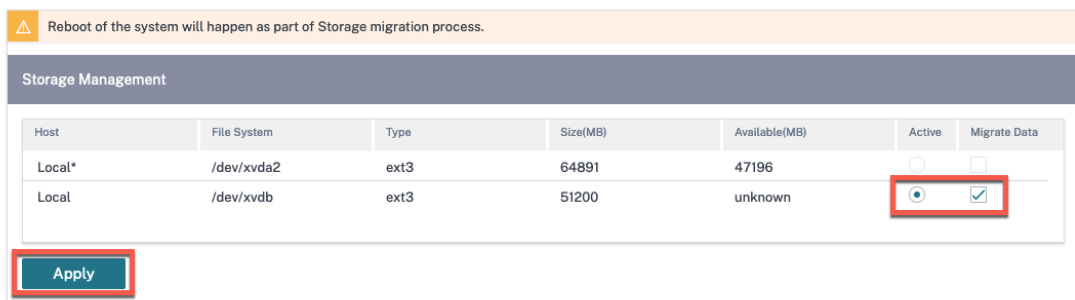 Reboot of the system will happen as part of Storage migration process.
Storage Management
Host File System Type Size(MB) Available(MB) Active Migrate Data
Local* /dev/xvda2 ext3 64891 47196
Local /dev/xvdb ext3 51200 unknown
Apply